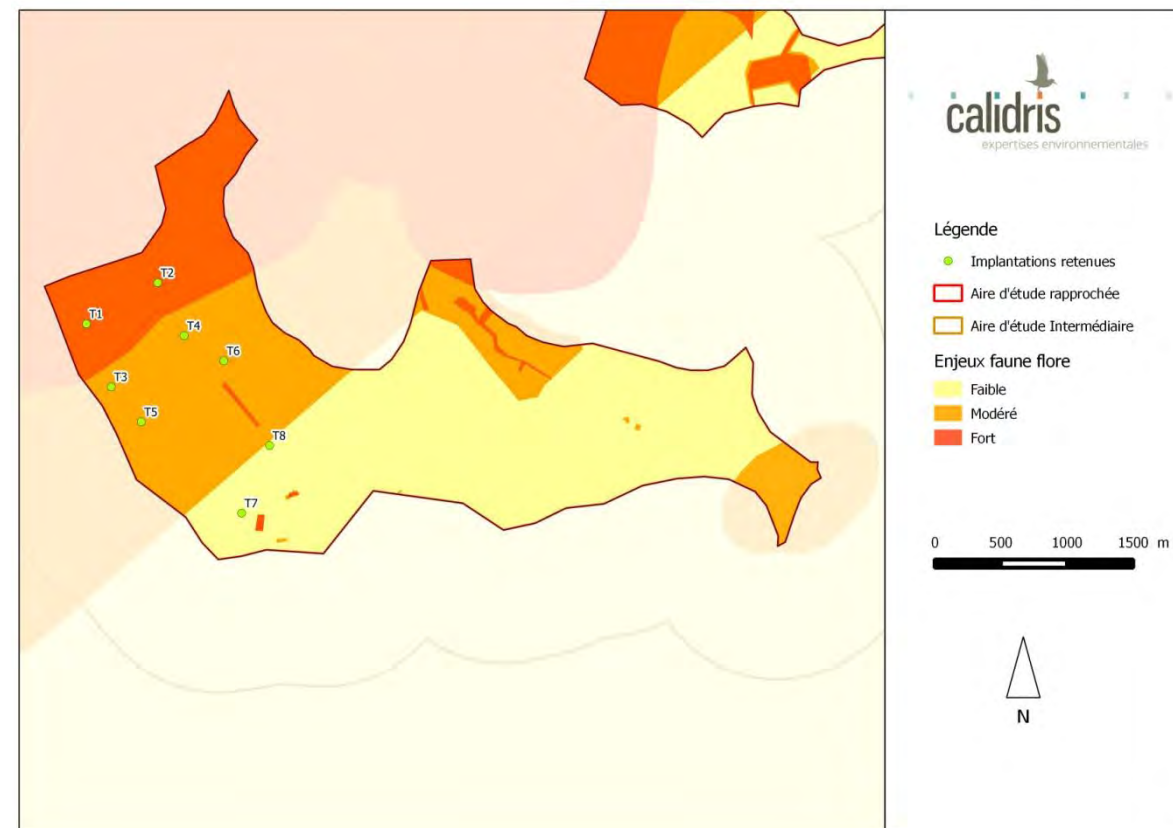 T2
T1
T4
T6
T3
T5
T8
T7
calidris
expertises environnementales
Légende
Implantations retenues
Aire d'étude rapprochée
Aire d'étude Intermédiaire
Enjeux faune flore
Faible
Modéré
Fort
0 500 1000 1500 m
N